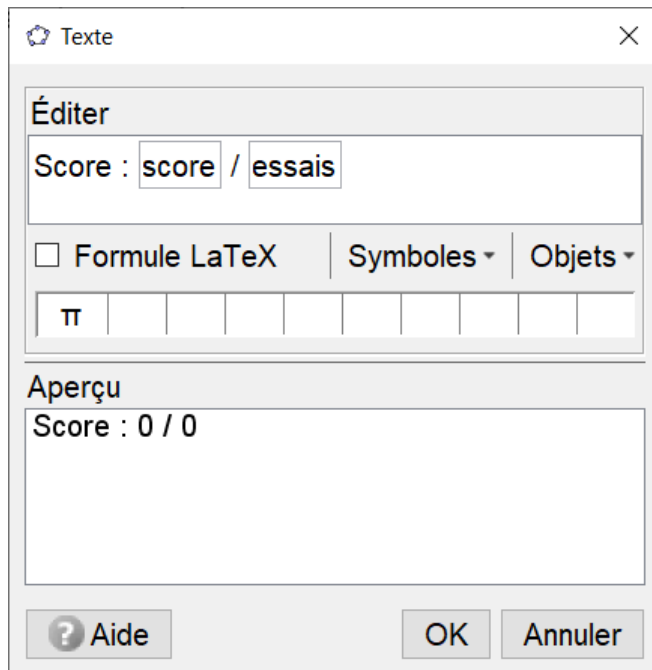 Texte
Éditer
Score : score / essais
Formule LaTeX Symboles Objets
π
Aperçu
Score : 0 / 0
? Aide OK Annuler